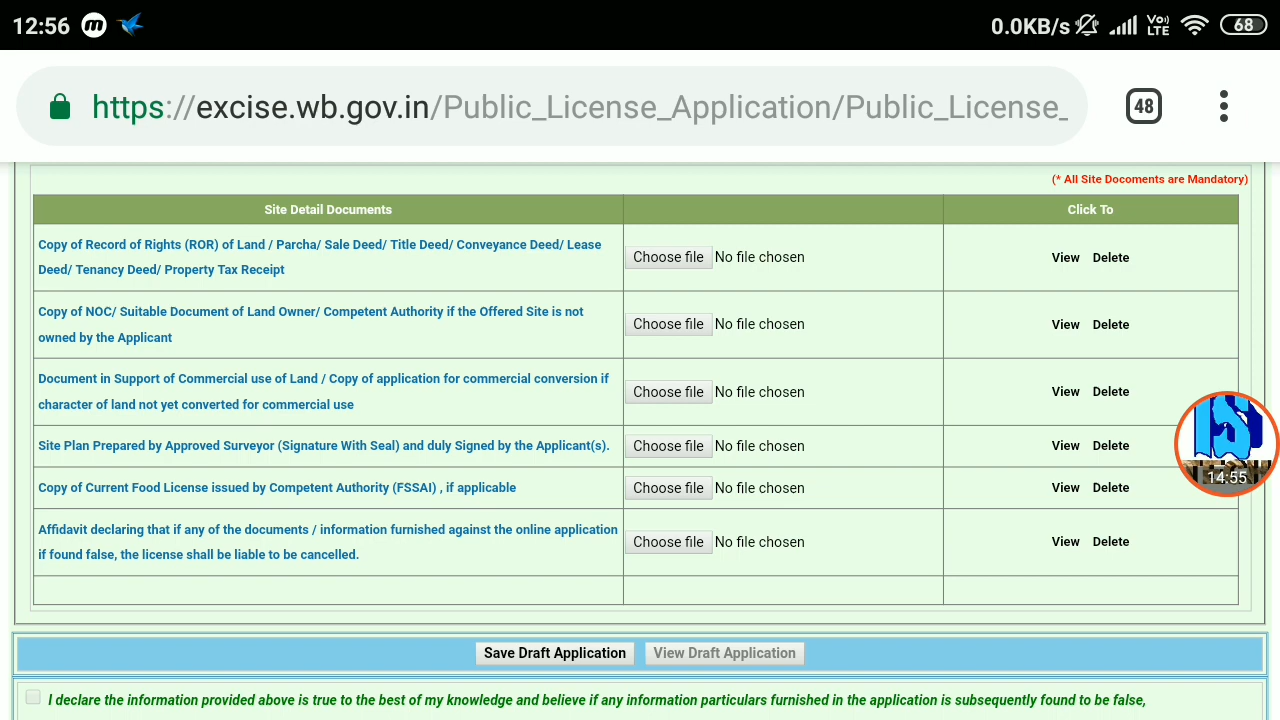 12:56 m 0.0KB/s Vo) LTE 68
https://excise.wb.gov.in/Public_License_Application/Public_License_ 48
(* All Site Docoments are Mandatory)
Site Detail Documents Click To
Copy of Record of Rights (ROR) of Land / Parcha/ Sale Deed/ Title Deed/ Conveyance Deed/ Lease
Deed/ Tenancy Deed/ Property Tax Receipt
Choose file No file chosen View Delete
Copy of NOC/ Suitable Document of Land Owner/ Competent Authority if the Offered Site is not
owned by the Applicant
Choose file No file chosen View Delete
Document in Support of Commercial use of Land / Copy of application for commercial conversion if
character of land not yet converted for commercial use
Choose file No file chosen View Delete
Site Plan Prepared by Approved Surveyor (Signature With Seal) and duly Signed by the Applicant(s). Choose file No file chosen View Delete
IS
14:55
Copy of Current Food License issued by Competent Authority (FSSAI) , if applicable Choose file No file chosen View Delete
Affidavit declaring that if any of the documents / information furnished against the online application
if found false, the license shall be liable to be cancelled.
Choose file No file chosen View Delete
Save Draft Application View Draft Application
I declare the information provided above is true to the best of my knowledge and believe if any information particulars furnished in the application is subsequently found to be false,